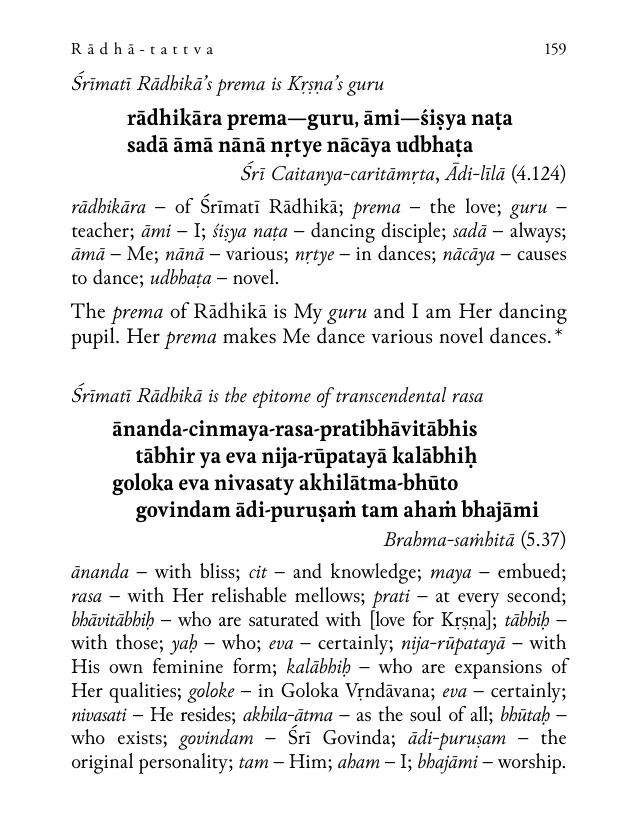 Rādhā-tattva 159
Śrīmatī Rādhikā’s prema is Kṛṣṇa’s guru
rādhikāra prema—guru, āmi—śiṣya naṭa
sadā āmā nānā nṛtye nācāya udbhaṭa
Śrī Caitanya-caritāmṛta, Ādi-līlā (4.124)
rādhikāra – of Śrīmatī Rādhikā; prema – the love; guru –
teacher; āmi – I; śiṣya naṭa – dancing disciple; sadā – always;
āmā – Me; nānā – various; nṛtye – in dances; nācāya – causes
to dance; udbhaṭa – novel.
The prema of Rādhikā is My guru and I am Her dancing
pupil. Her prema makes Me dance various novel dances.*
Śrīmatī Rādhikā is the epitome of transcendental rasa
ānanda-cinmaya-rasa-pratibhāvitābhis
tābhir ya eva nija-rūpatayā kalābhiḥ
goloka eva nivasaty akhilātma-bhūto
govindam ādi-puruṣaṁ tam ahaṁ bhajāmi
Brahma-saṁhitā (5.37)
ānanda – with bliss; cit – and knowledge; maya – embued;
rasa – with Her relishable mellows; prati – at every second;
bhāvitābhiḥ – who are saturated with [love for Kṛṣṇa]; tābhiḥ –
with those; yaḥ – who; eva – certainly; nija-rūpatayā – with
His own feminine form; kalābhiḥ – who are expansions of
Her qualities; goloke – in Goloka Vṛndāvana; eva – certainly;
nivasati – He resides; akhila-ātma – as the soul of all; bhūtaḥ –
who exists; govindam – Śrī Govinda; ādi-puruṣam – the
original personality; tam – Him; aham – I; bhajāmi – worship.